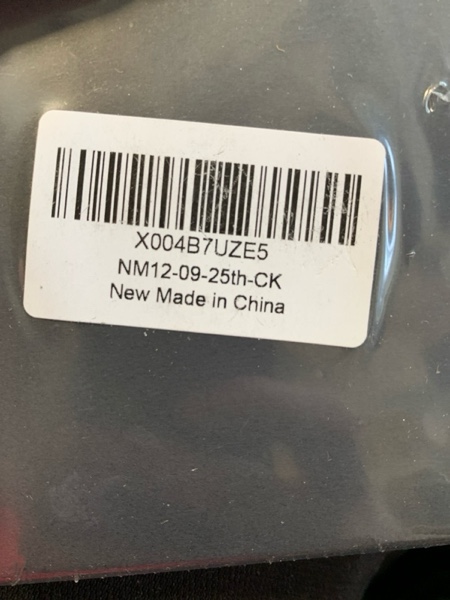 X004B7UZE5
NM12-09-25th-CK
New Made in China